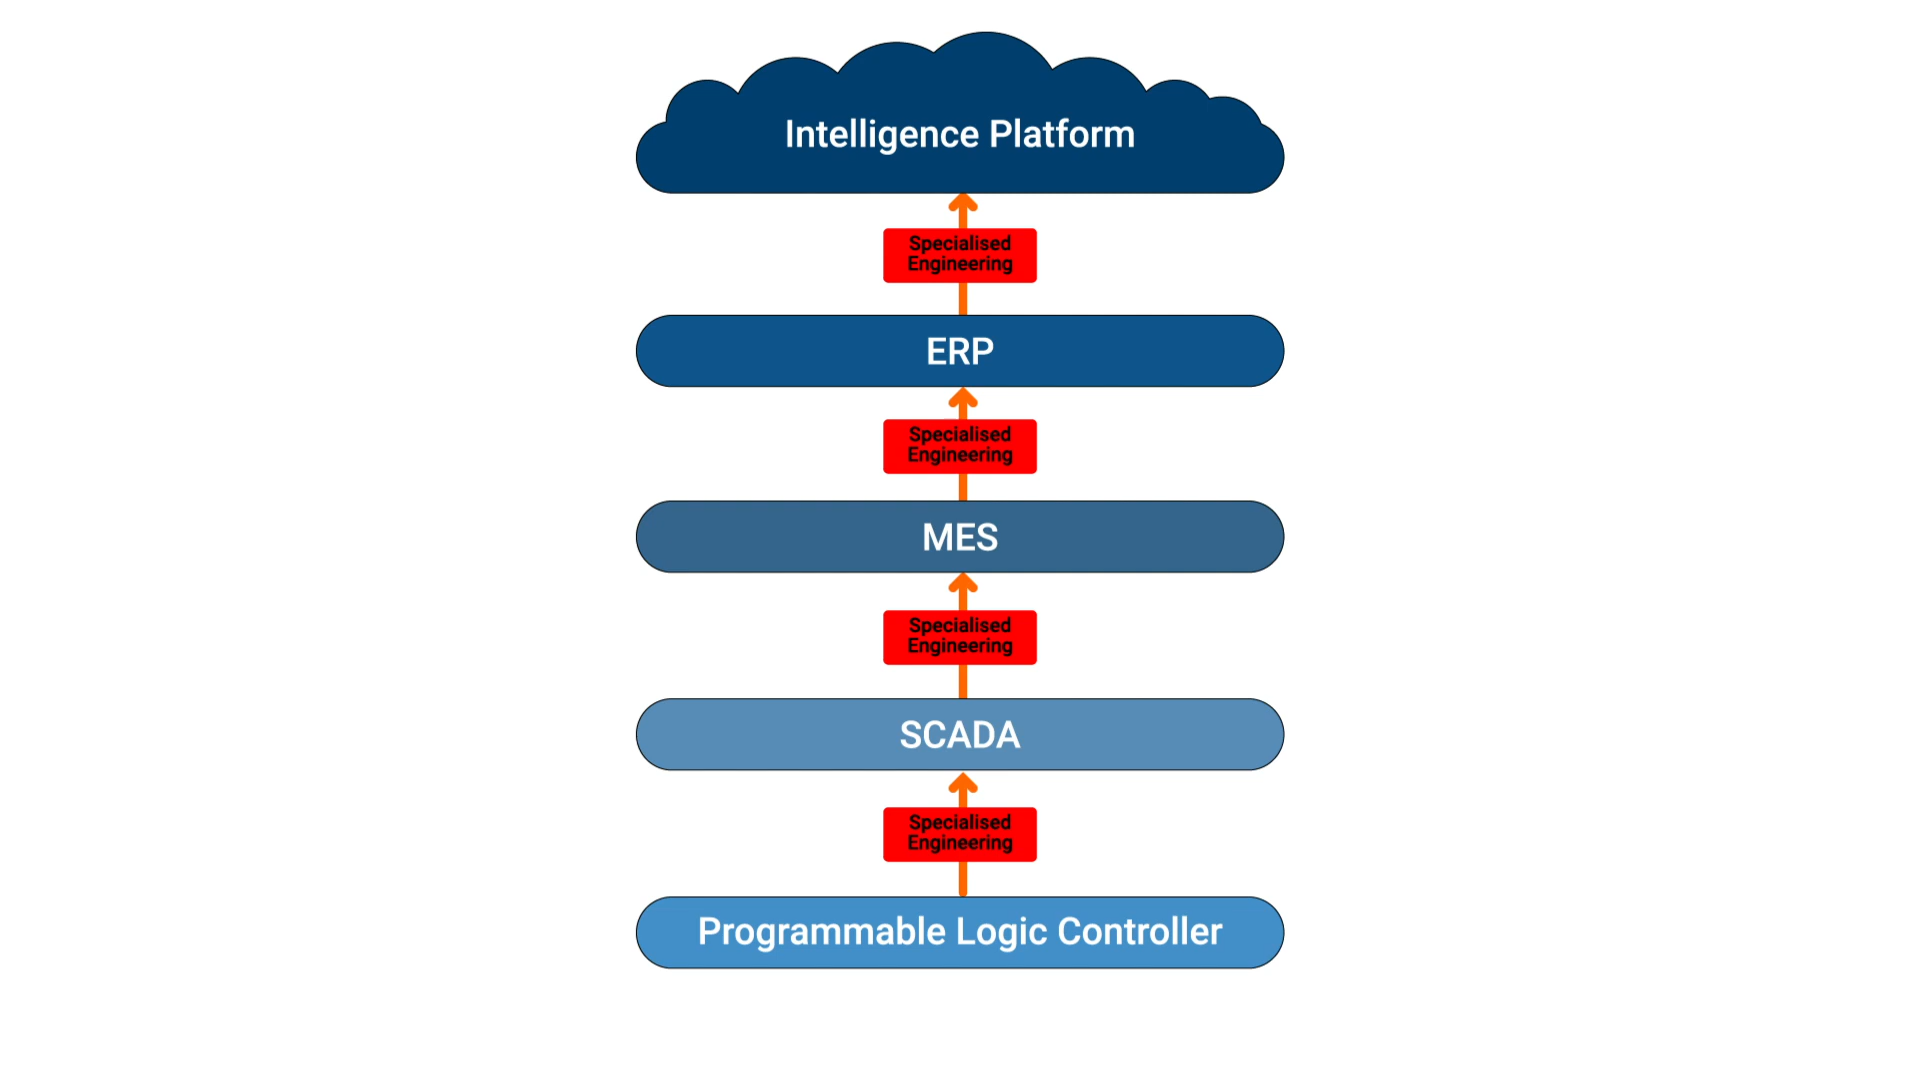 Intelligence Platform
Specialised
Engineering
ERP
Specialised
Engineering
MES
Specialised
Engineering
SCADA
Specialised
Engineering
Programmable Logic Controller